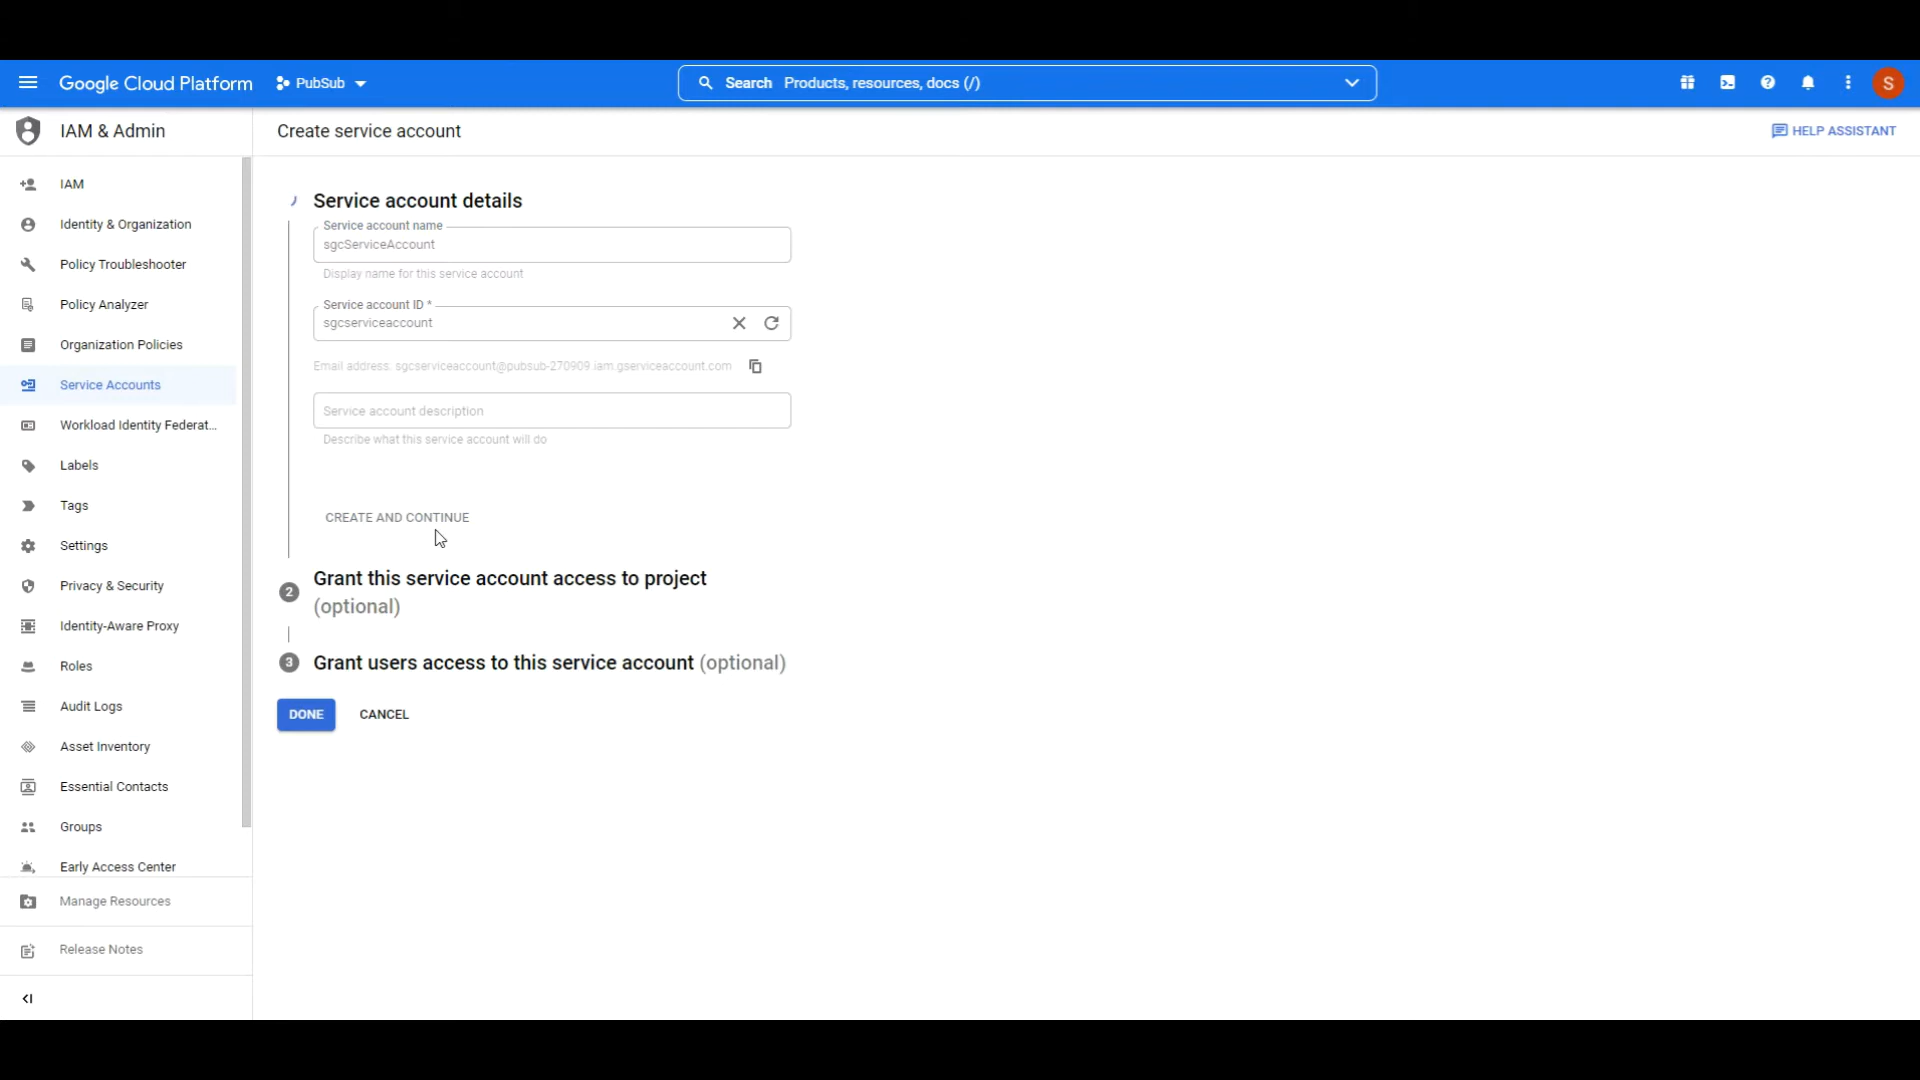 Google Cloud Platform PubSub Search Products, resources, docs (/) S
IAM & Admin
Create service account
HELP ASSISTANT
IAM
Identity & Organization
Policy Troubleshooter
Policy Analyzer
Organization Policies
Service Accounts
Workload Identity Federat...
Labels
Tags
Settings
Privacy & Security
Identity-Aware Proxy
Roles
Audit Logs
Asset Inventory
Essential Contacts
Groups
Early Access Center
Manage Resources
Release Notes
Service account details
Service account name
sgcServiceAccount
Display name for this service account
Service account ID *
sgcserviceaccount
Email address: sgcserviceaccount@pubsub-270909.iam.gserviceaccount.com
Service account description
Describe what this service account will do
CREATE AND CONTINUE
2 Grant this service account access to project
(optional)
3 Grant users access to this service account (optional)
DONE CANCEL